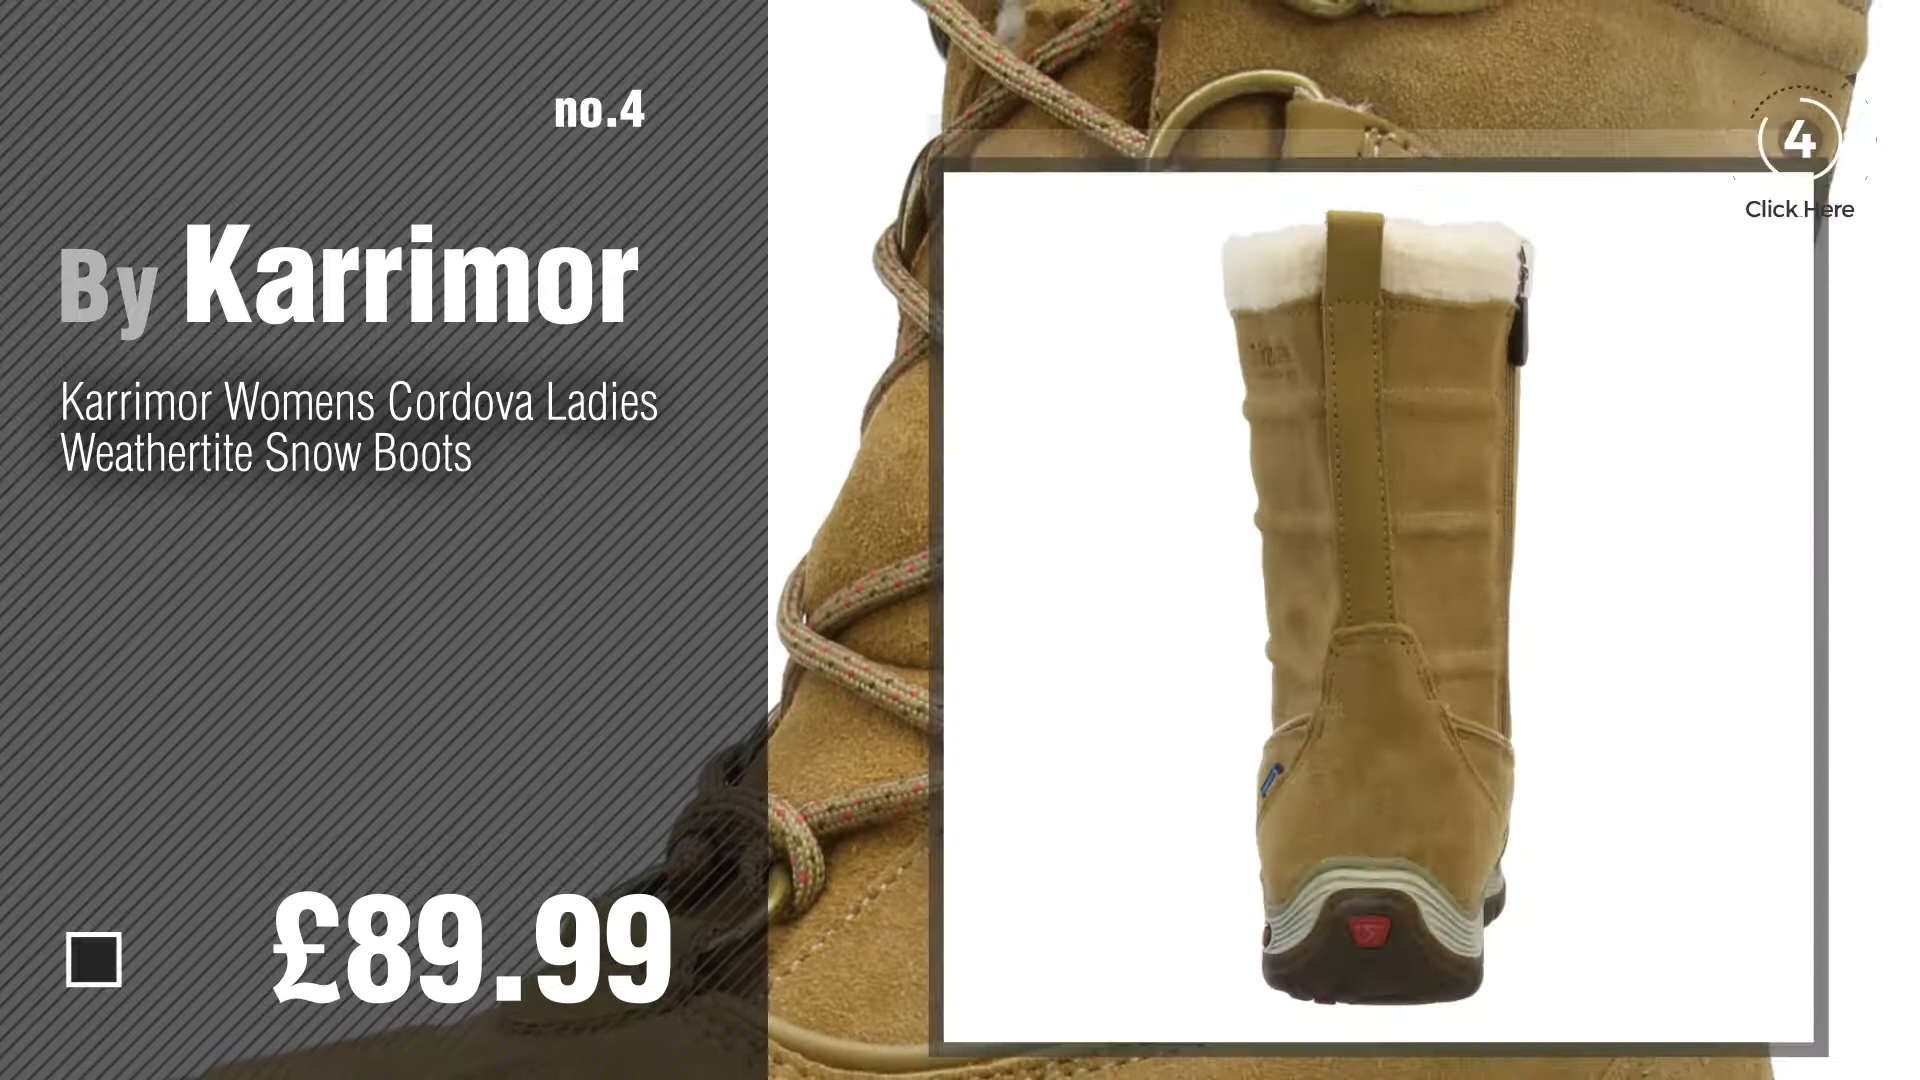 no.4
By Karrimor
Karrimor Womens Cordova Ladies
Weathertite Snow Boots
£89.99
4
Click Here